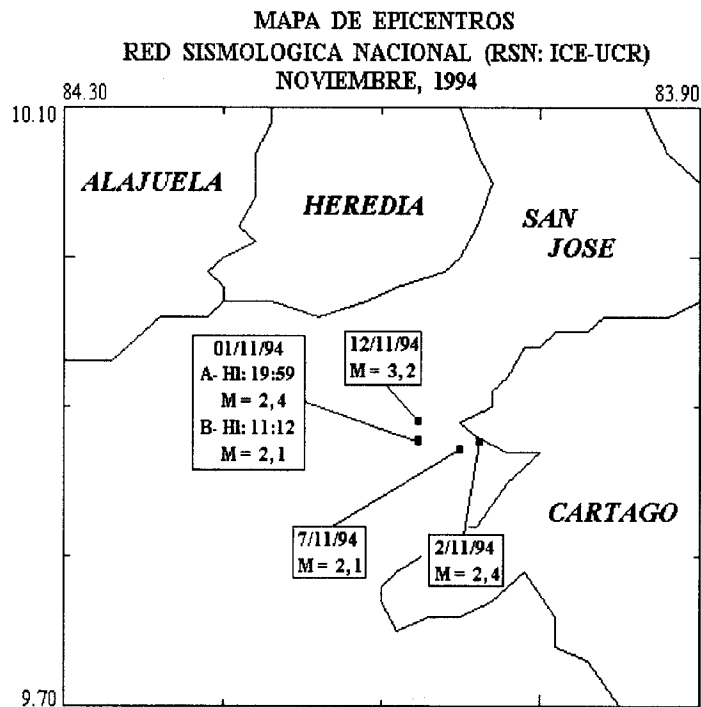 MAPA DE EPICENTROS
RED SISMOLOGICA NACIONAL (RSN: ICE-UCR)
NOVIEMBRE, 1994
84.30
83.90
10.10
ALAJUELA
HEREDIA
SAN
JOSE
01/11/94
A- Hl: 19:59
M = 2,4
B- Hl: 11:12
M = 2,1
12/11/94
M = 3,2
7/11/94
M = 2,1
2/11/94
M = 2,4
CARTAGO
9.70